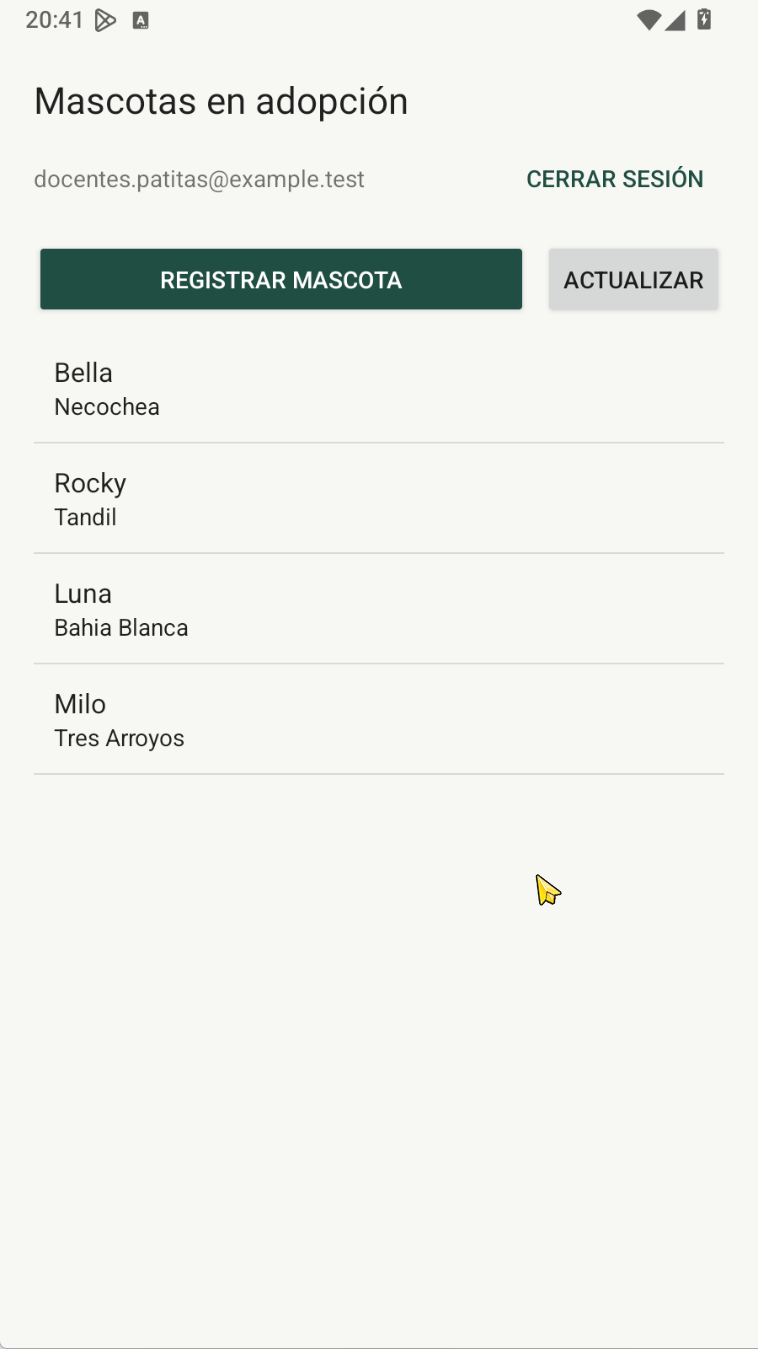 20:41
Mascotas en adopción
docentes.patitas@example.test CERRAR SESIÓN
REGISTRAR MASCOTA ACTUALIZAR
Bella
Necochea
Rocky
Tandil
Luna
Bahia Blanca
Milo
Tres Arroyos